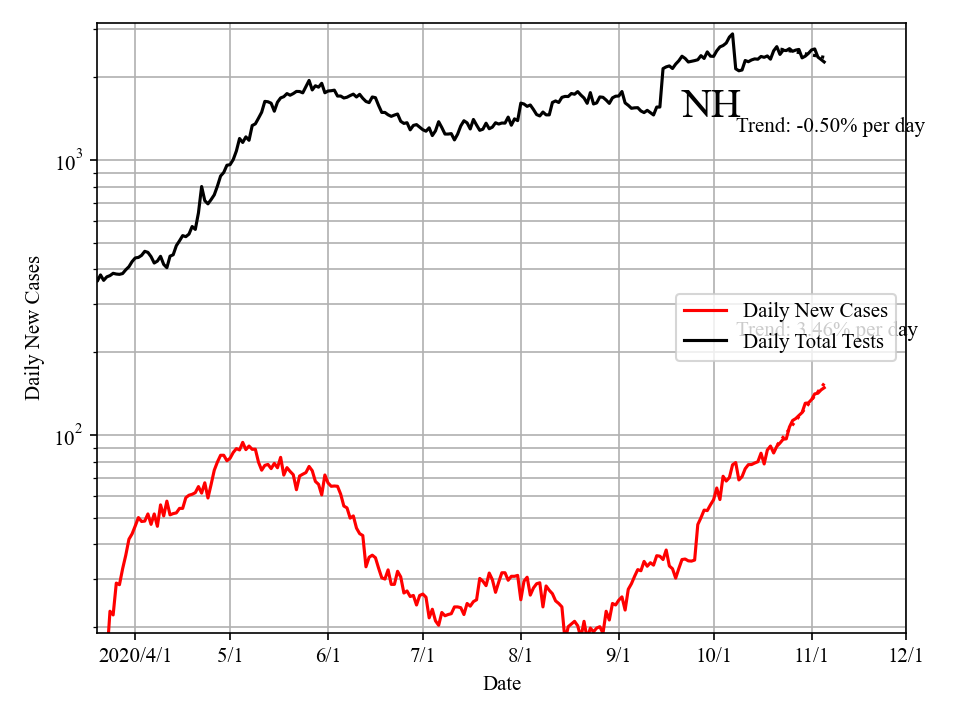 NH
Trend: -0.50% per day
10³
Daily New Cases
Daily New Cases
Trend: 3.46% per day
Daily Total Tests
10²
2020/4/1 5/1 6/1 7/1 8/1 9/1 10/1 11/1 12/1
Date